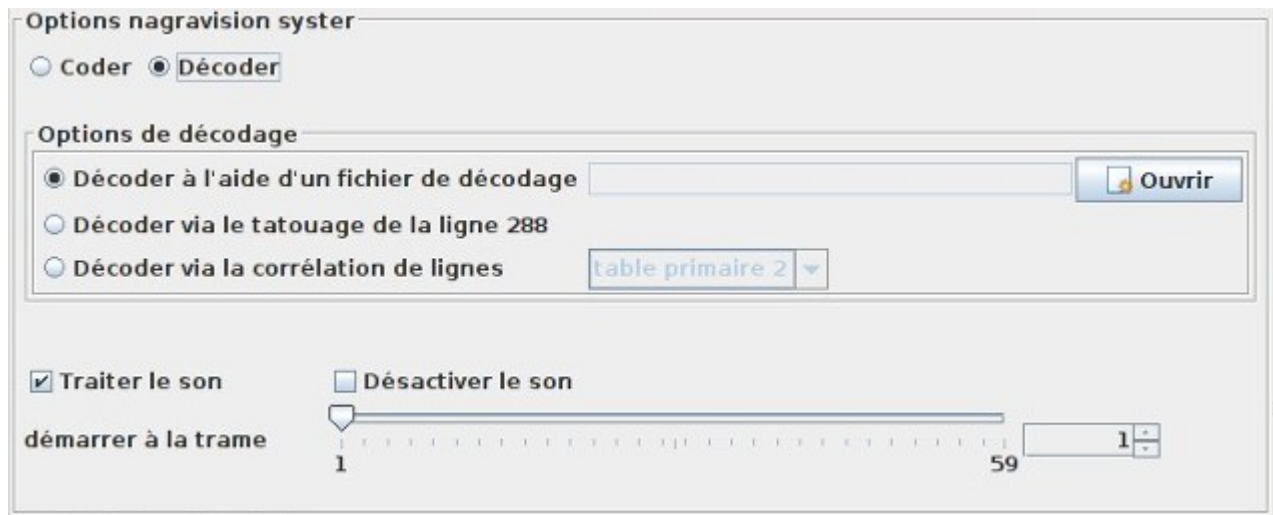 Options nagravision syster
Coder Décoder
Options de décodage
Décoder à l'aide d'un fichier de décodage Ouvrir
Décoder via le tatouage de la ligne 288
Décoder via la corrélation de lignes table primaire 2
Traiter le son Désactiver le son
démarrer à la trame 1
1 59